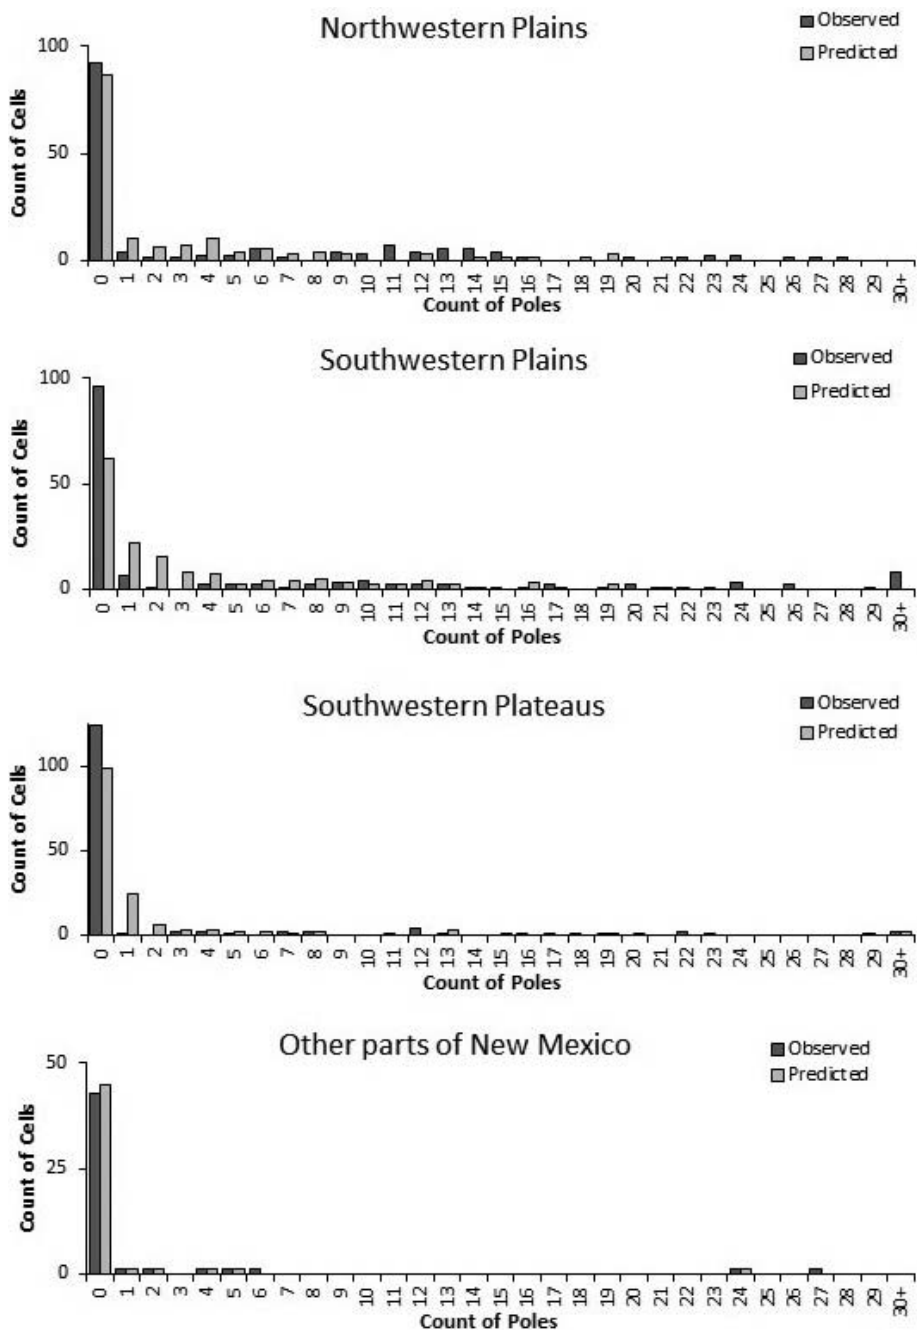 Northwestern Plains
Observed
Predicted
100
50
0
Count of Cells
0 1 2 3 4 5 6 7 8 9 10 11 12 13 14 15 16 17 18 19 20 21 22 23 24 25 26 27 28 29 30+
Count of Poles
Southwestern Plains
Observed
Predicted
100
50
0
Count of Cells
0 1 2 3 4 5 6 7 8 9 10 11 12 13 14 15 16 17 18 19 20 21 22 23 24 25 26 27 28 29 30+
Count of Poles
Southwestern Plateaus
Observed
Predicted
100
50
0
Count of Cells
0 1 2 3 4 5 6 7 8 9 10 11 12 13 14 15 16 17 18 19 20 21 22 23 24 25 26 27 28 29 30+
Count of Poles
Other parts of New Mexico
Observed
Predicted
50
25
0
Count of Cells
0 1 2 3 4 5 6 7 8 9 10 11 12 13 14 15 16 17 18 19 20 21 22 23 24 25 26 27 28 29 30+
Count of Poles